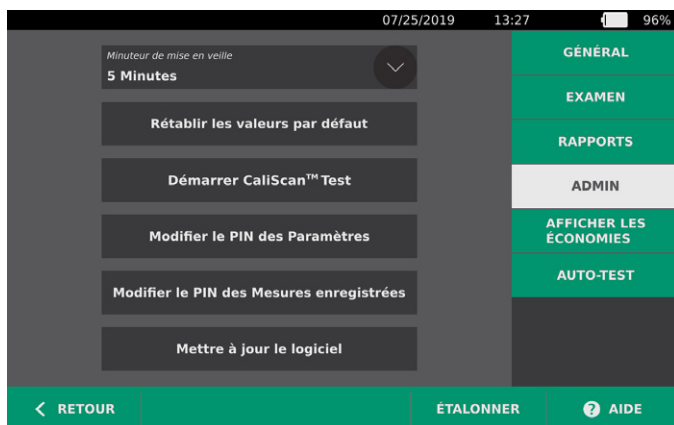 07/25/2019 13:27 96%
Minuteur de mise en veille
5 Minutes
Rétablir les valeurs par défaut
Démarrer CaliScan™ Test
Modifier le PIN des Paramètres
Modifier le PIN des Mesures enregistrées
Mettre à jour le logiciel
GÉNÉRAL
EXAMEN
RAPPORTS
ADMIN
AFFICHER LES
ÉCONOMIES
AUTO-TEST
RETOUR
ÉTALONNER
? AIDE